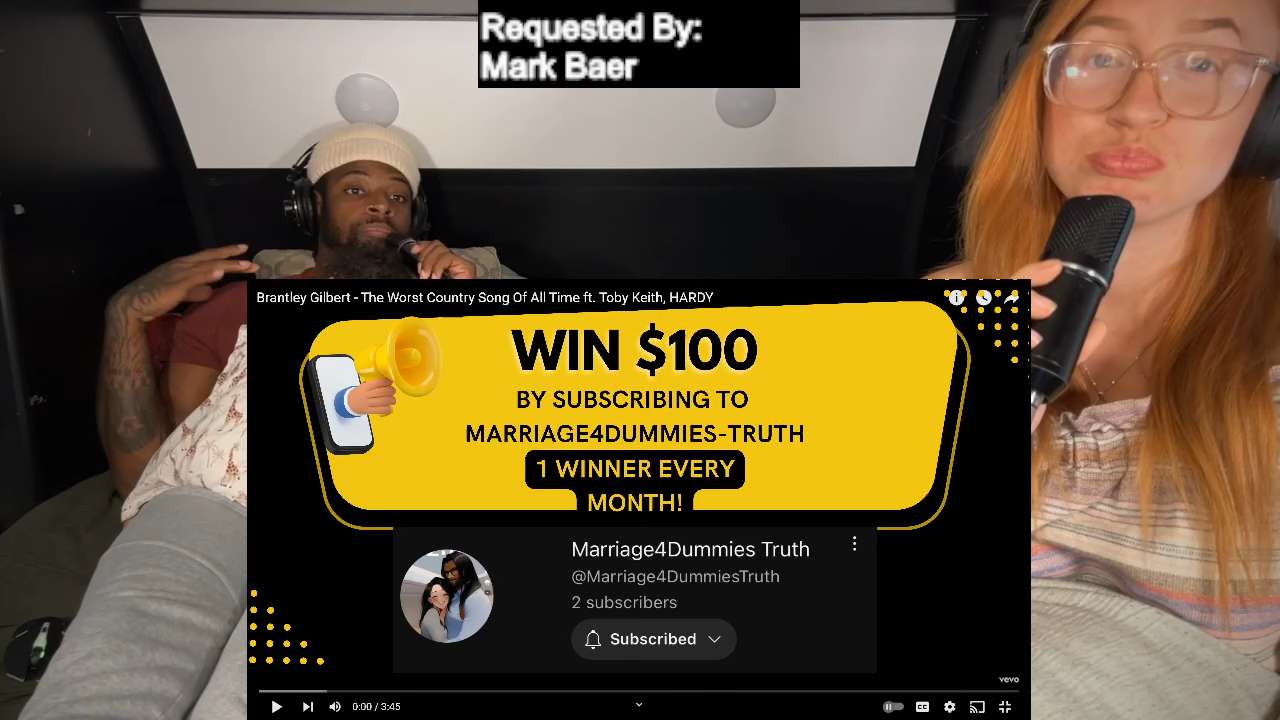 Requested By:
Mark Baer
Brantley Gilbert - The Worst Country Song Of All Time ft. Toby Keith, HARDY
WIN $100
BY SUBSCRIBING TO
MARRIAGE4DUMMIES-TRUTH
1 WINNER EVERY
MONTH!
Marriage4Dummies Truth
@Marriage4DummiesTruth
2 subscribers
Subscribed
vevo
0:00 / 3:45
CC